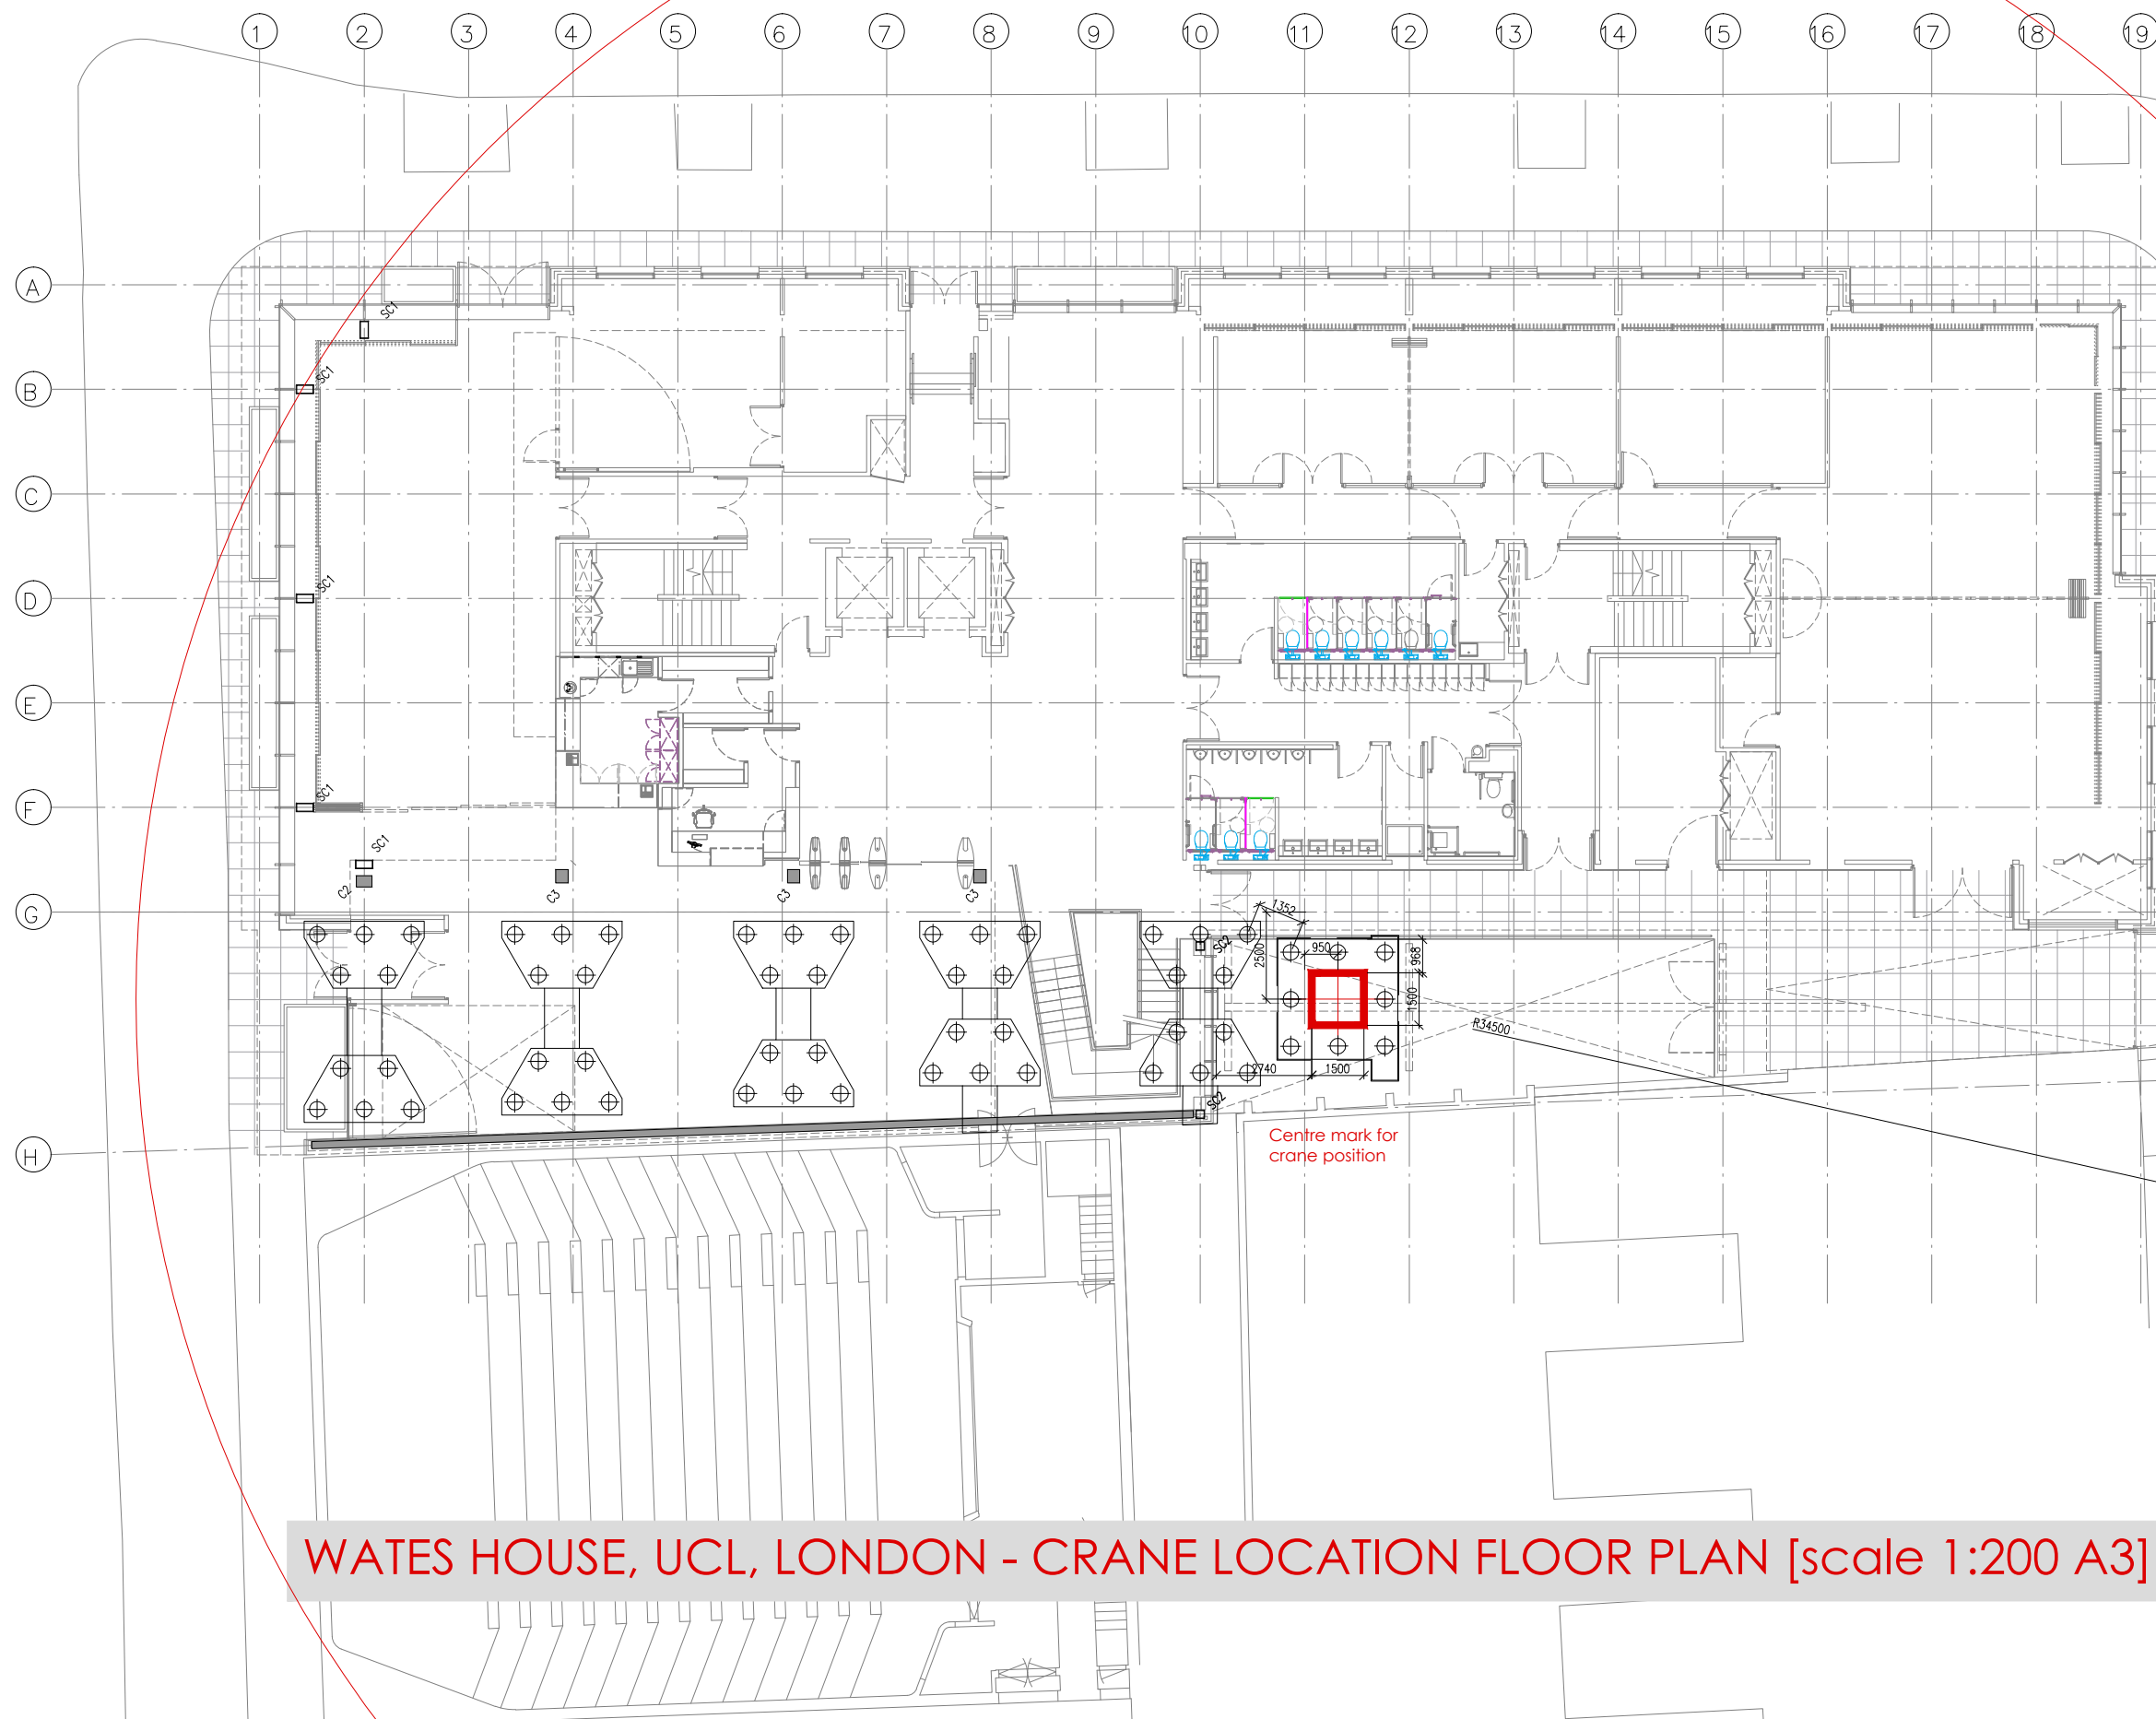 1 2 3 4 5 6 7 8 9 10 11 12 13 14 15 16 17 18 19
A
SC1
B
SC1
C
D
SC1
E
F
SC1
SC1
C2
C3
C3
C3
G
1352
950
2500
SC2
968
1500
R34500
2740
1500
SC2
H
Centre mark for
crane position
WATES HOUSE, UCL, LONDON - CRANE LOCATION FLOOR PLAN [scale 1:200 A3]